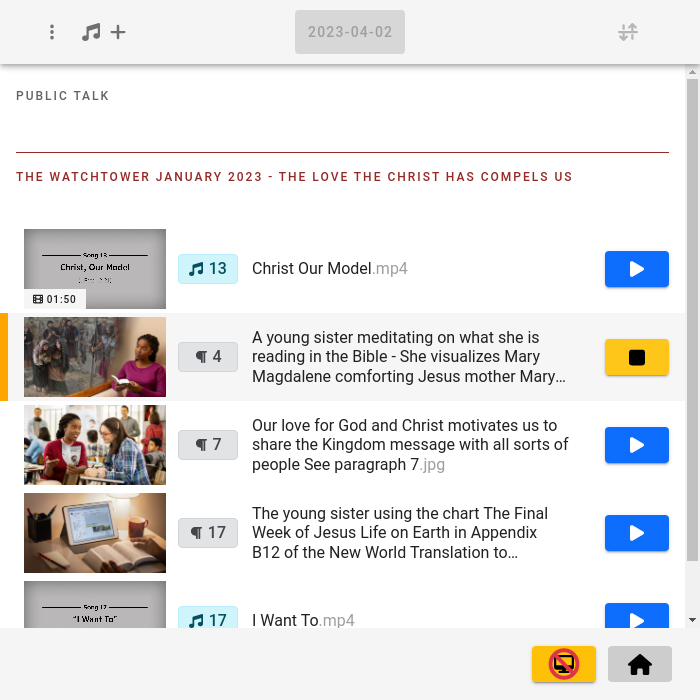 2023-04-02
PUBLIC TALK
THE WATCHTOWER JANUARY 2023 - THE LOVE THE CHRIST HAS COMPELS US
Song 13
Christ, Our Model
01:50
13
Christ Our Model.mp4
¶ 4
A young sister meditating on what she is
reading in the Bible - She visualizes Mary
Magdalene comforting Jesus mother Mary…
¶ 7
Our love for God and Christ motivates us to
share the Kingdom message with all sorts of
people See paragraph 7.jpg
¶ 17
The young sister using the chart The Final
Week of Jesus Life on Earth in Appendix
B12 of the New World Translation to…
Song 17
"I Want To"
17
I Want To.mp4